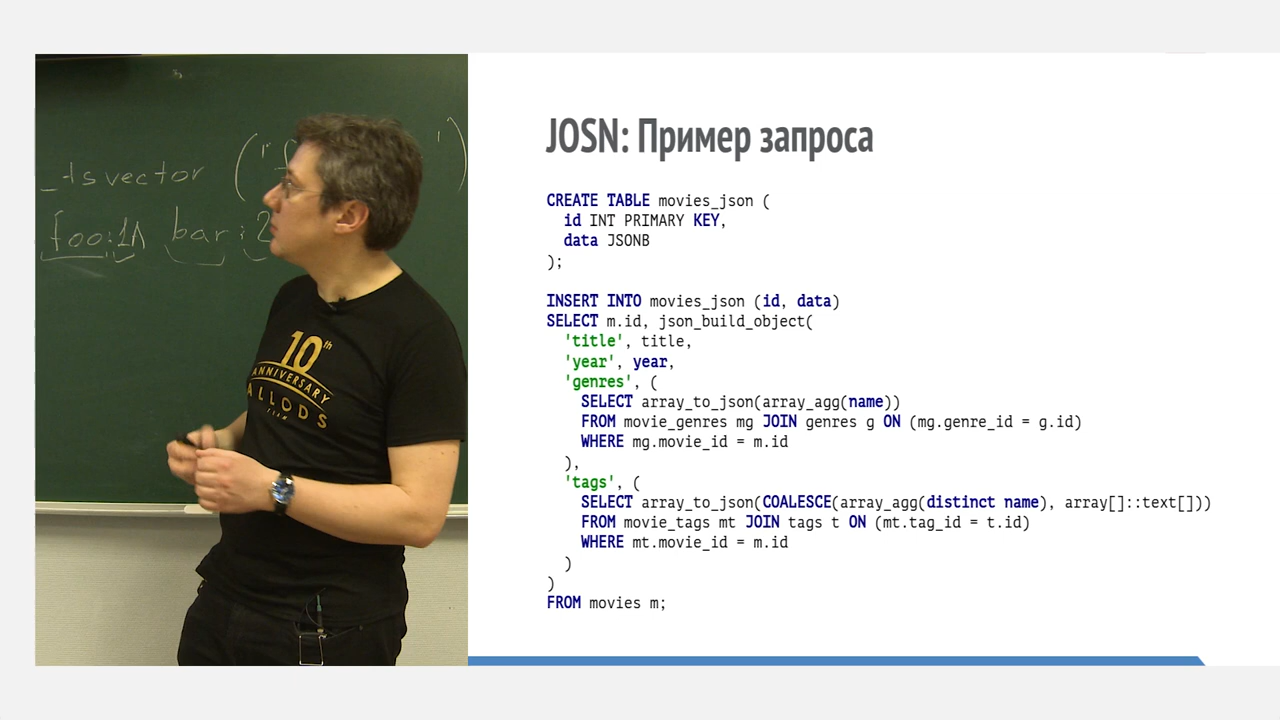 _tsvector ('f ')
foo:1A bar:2
10th
ANNIVERSARY
ALLODS
TEAM
JOSN: Пример запроса
CREATE TABLE movies_json (
id INT PRIMARY KEY,
data JSONB
);
INSERT INTO movies_json (id, data)
SELECT m.id, json_build_object(
'title', title,
'year', year,
'genres', (
SELECT array_to_json(array_agg(name))
FROM movie_genres mg JOIN genres g ON (mg.genre_id = g.id)
WHERE mg.movie_id = m.id
),
'tags', (
SELECT array_to_json(COALESCE(array_agg(distinct name), array[]::text[]))
FROM movie_tags mt JOIN tags t ON (mt.tag_id = t.id)
WHERE mt.movie_id = m.id
)
)
FROM movies m;